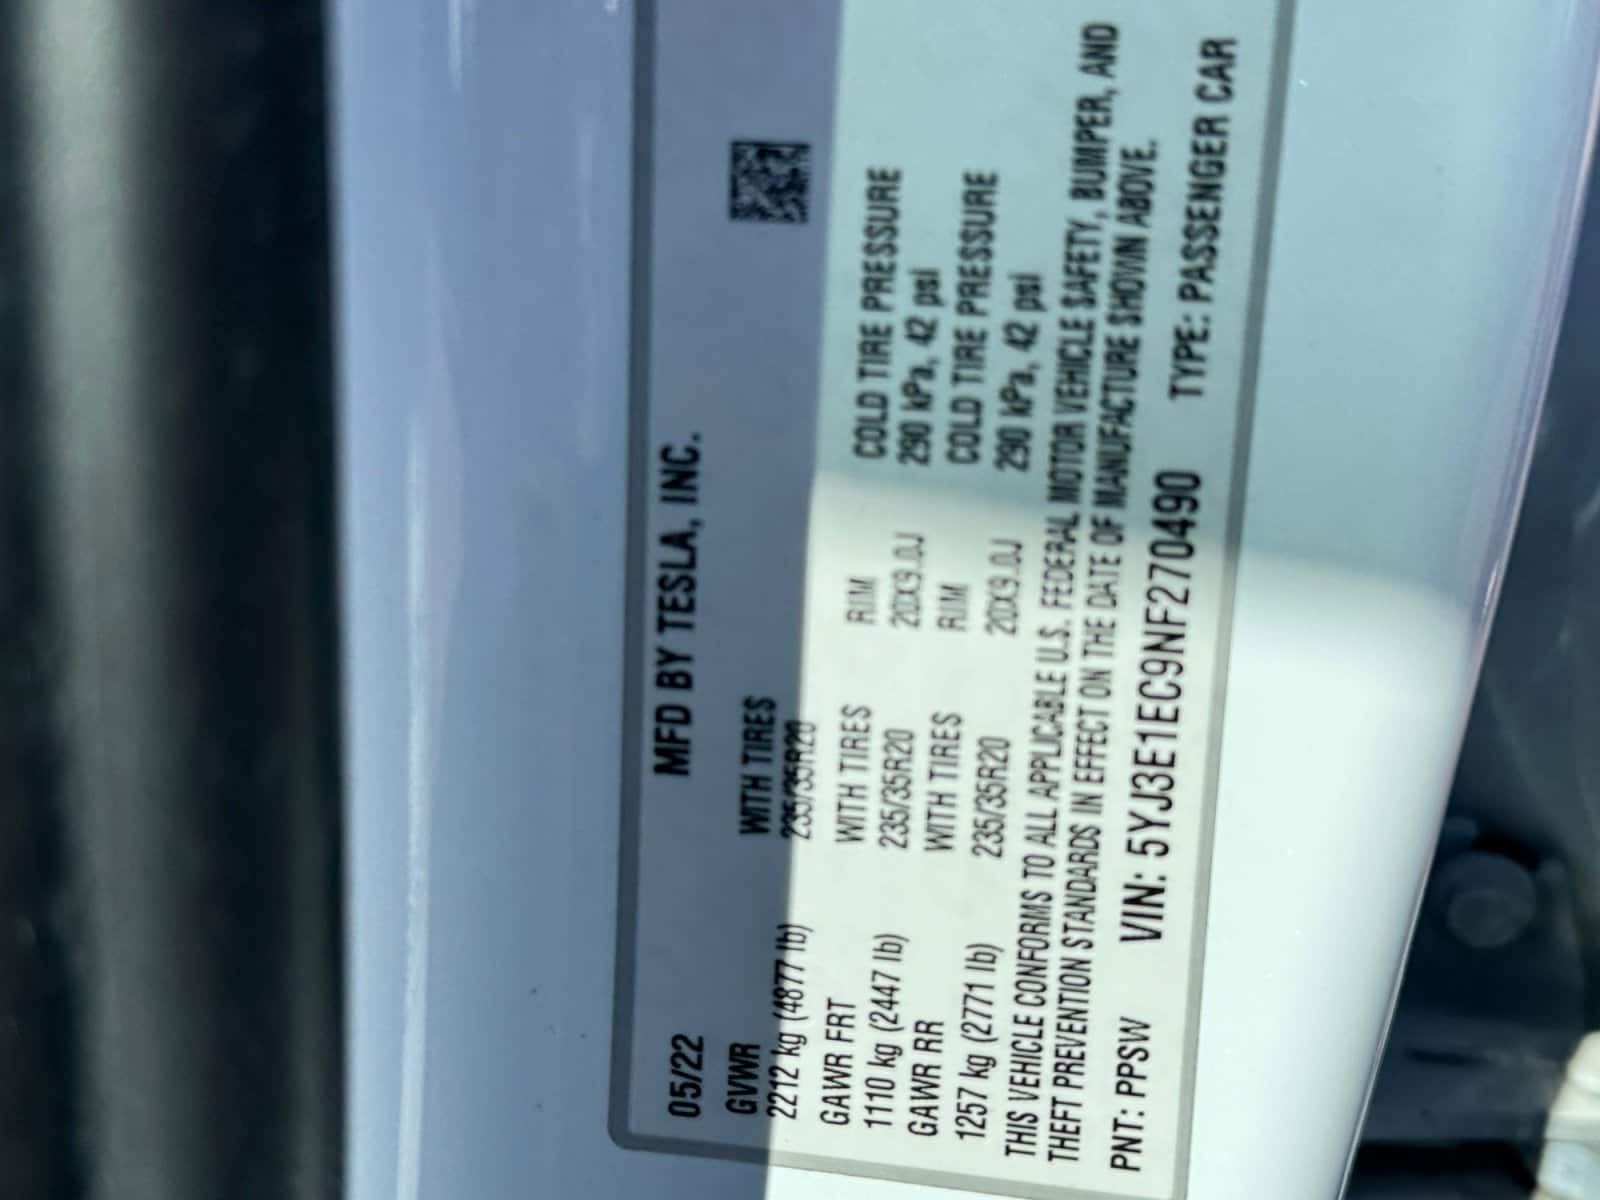 MFD BY TESLA, INC.
05/22
GVWR WITH TIRES
2212 kg (4877 lb) 235/35R20
GAWR FRT WITH TIRES RIM COLD TIRE PRESSURE
1110 kg (2447 lb) 235/35R20 20X9.0J 290 kPa, 42 psi
GAWR RR WITH TIRES RIM COLD TIRE PRESSURE
1257 kg (2771 lb) 235/35R20 20X9.0J 290 kPa, 42 psi
THIS VEHICLE CONFORMS TO ALL APPLICABLE U.S. FEDERAL MOTOR VEHICLE SAFETY, BUMPER, AND
THEFT PREVENTION STANDARDS IN EFFECT ON THE DATE OF MANUFACTURE SHOWN ABOVE.
PNT: PPSW VIN: 5YJ3E1EC9NF270490 TYPE: PASSENGER CAR